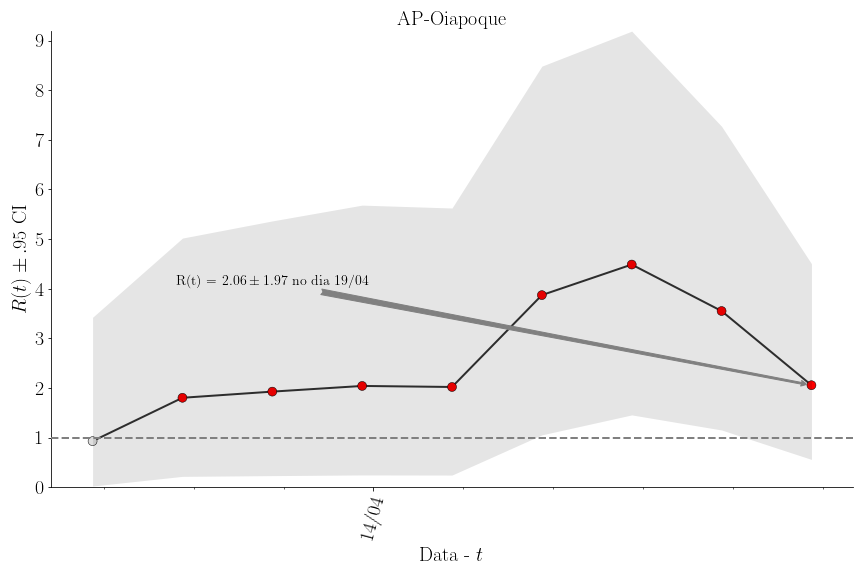 AP-Oiapoque
9
8
7
6
5
4
3
2
1
0
R(t) ± .95 CI
R(t) = 2.06 ± 1.97 no dia 19/04
14/04
Data - t